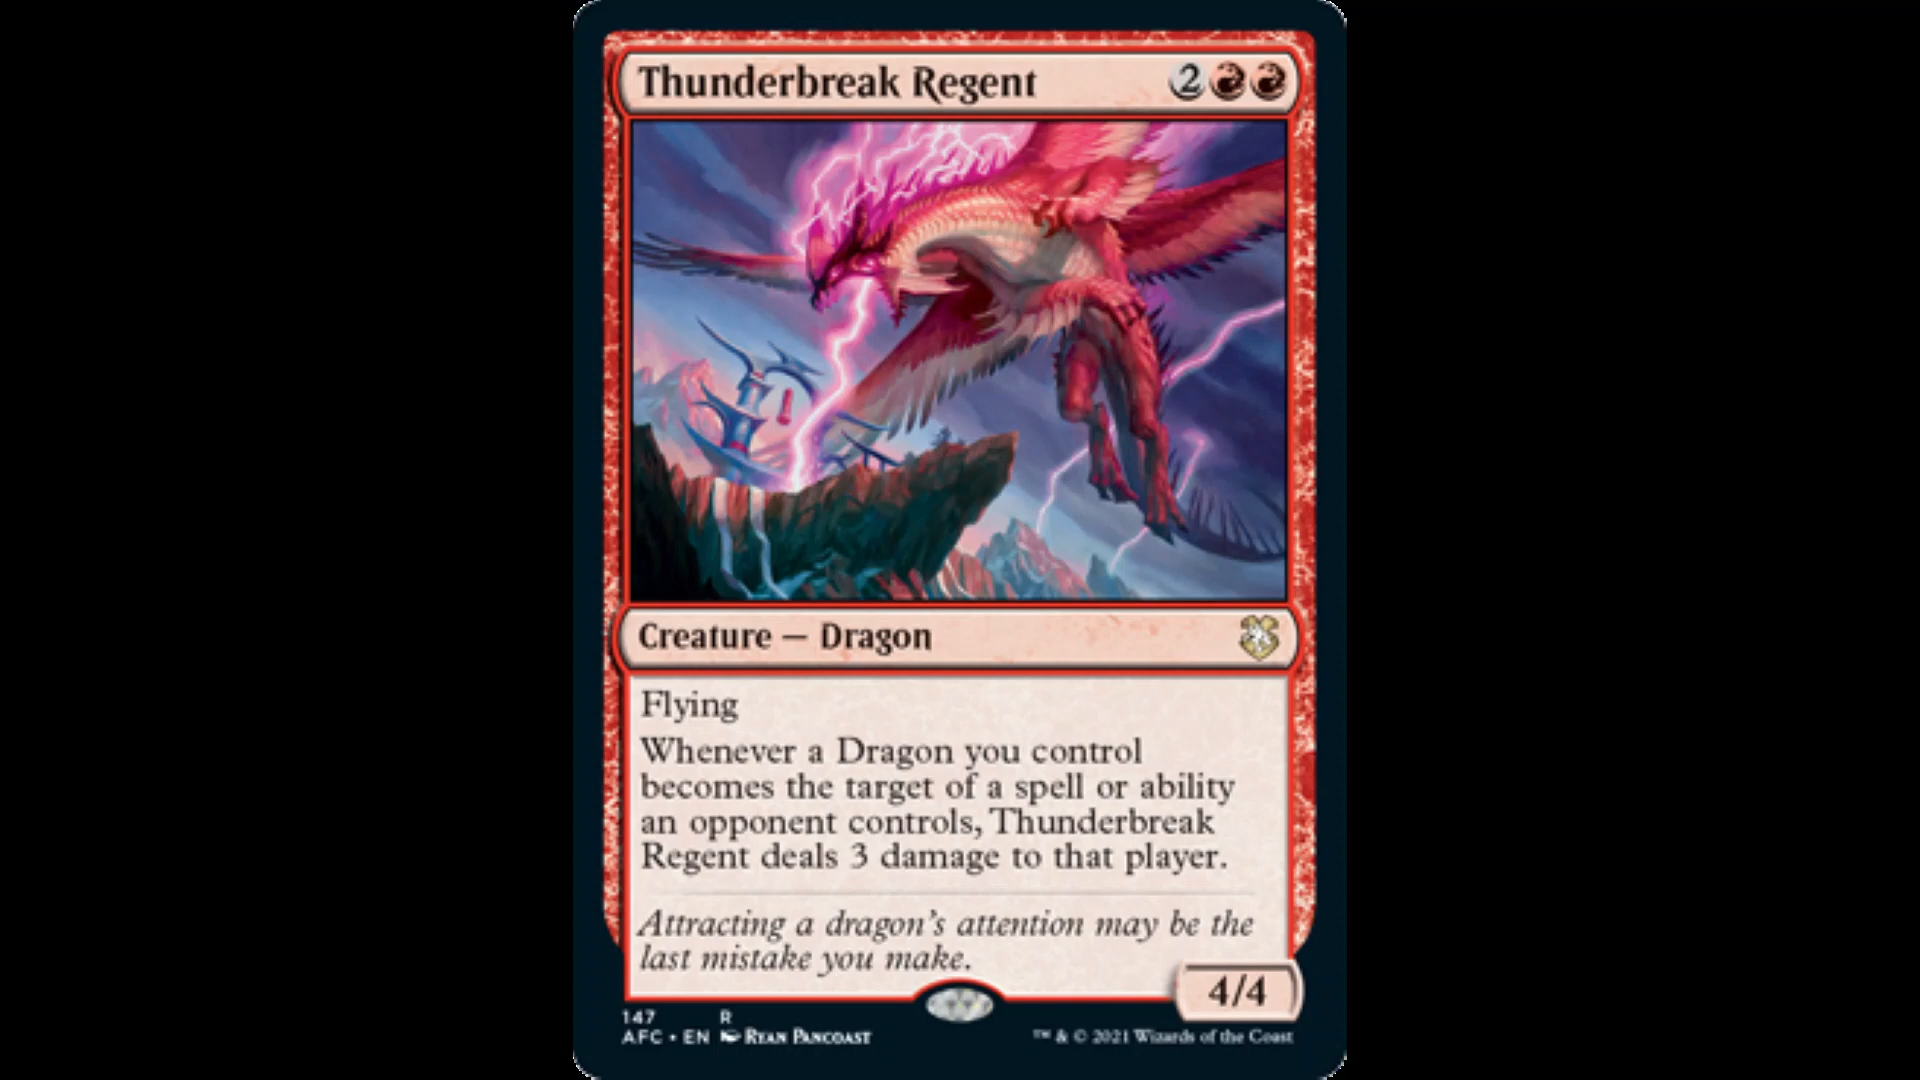 Thunderbreak Regent 2
Creature — Dragon
Flying
Whenever a Dragon you control
becomes the target of a spell or ability
an opponent controls, Thunderbreak
Regent deals 3 damage to that player.
Attracting a dragon's attention may be the
last mistake you make.
4/4
147 R
AFC • EN Ryan Pancoast
™ & © 2021 Wizards of the Coast